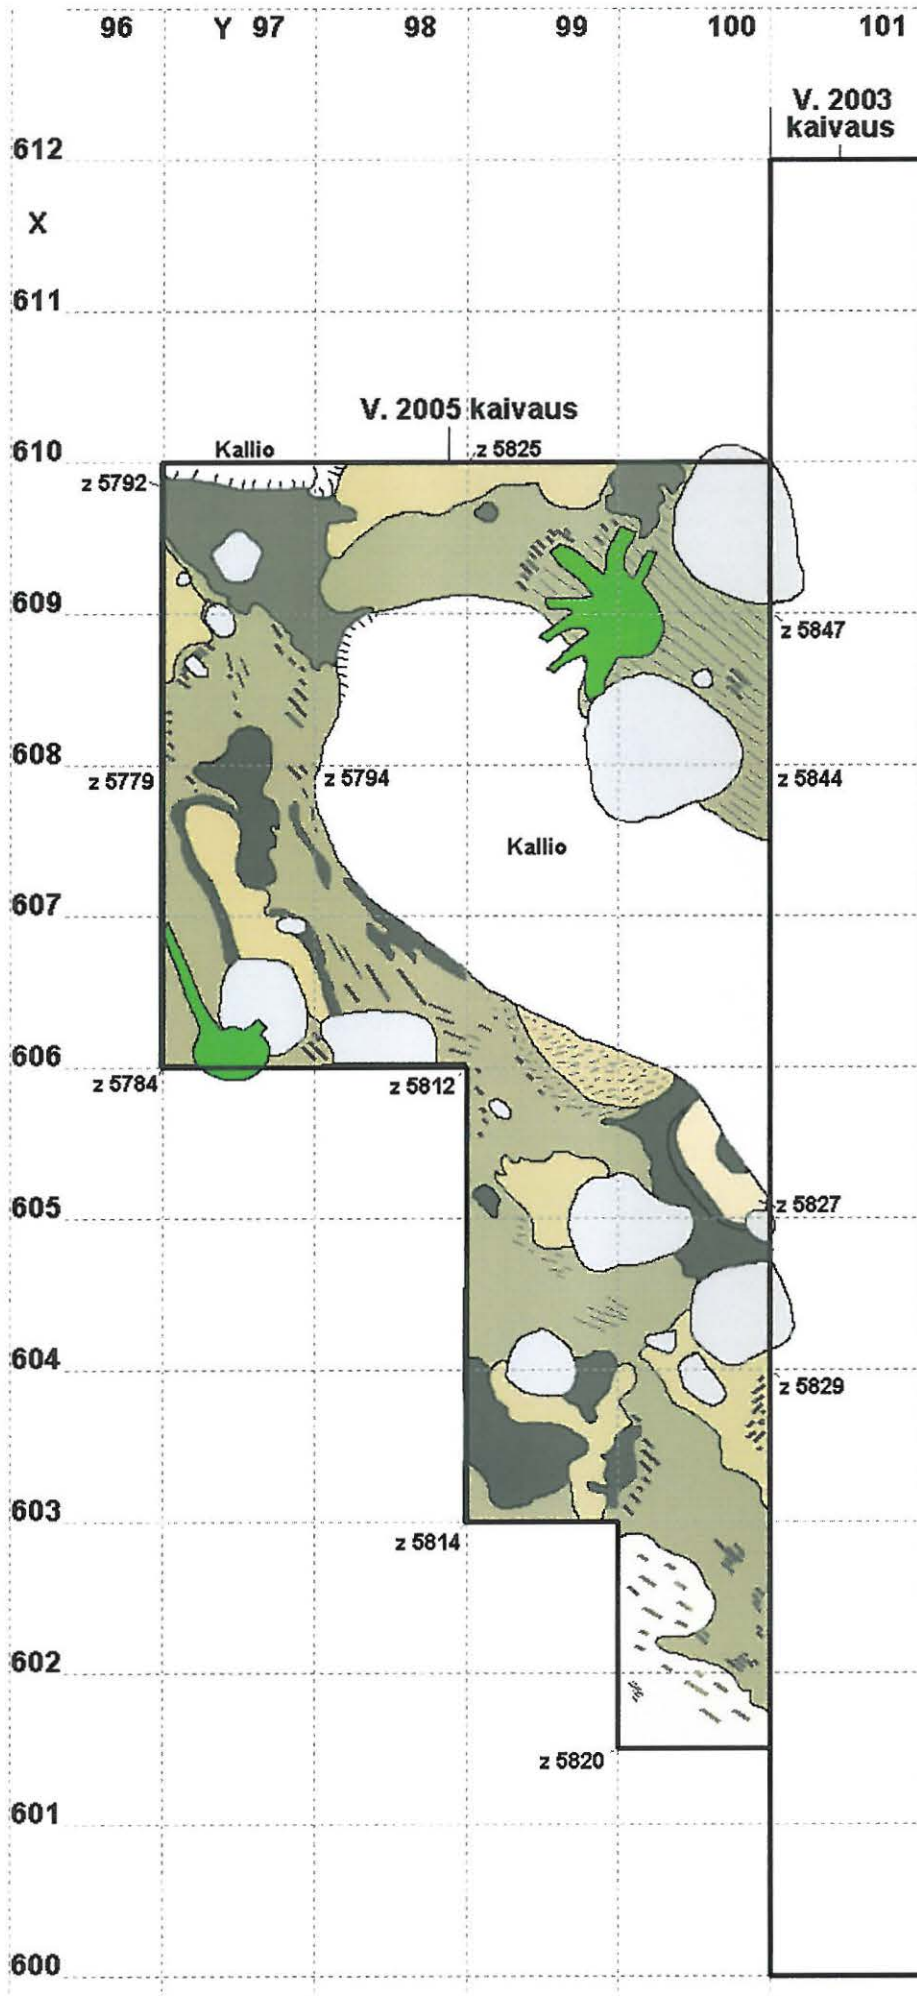 96 Y 97 98 99 100 101
V. 2003
kaivaus
612
X
611
V. 2005 kaivaus
610 Kallio z 5825
z 5792
609
z 5847
608
z 5779 z 5794 z 5844
Kallio
607
606
z 5784 z 5812
605 z 5827
604
z 5829
603
z 5814
602
z 5820
601
600